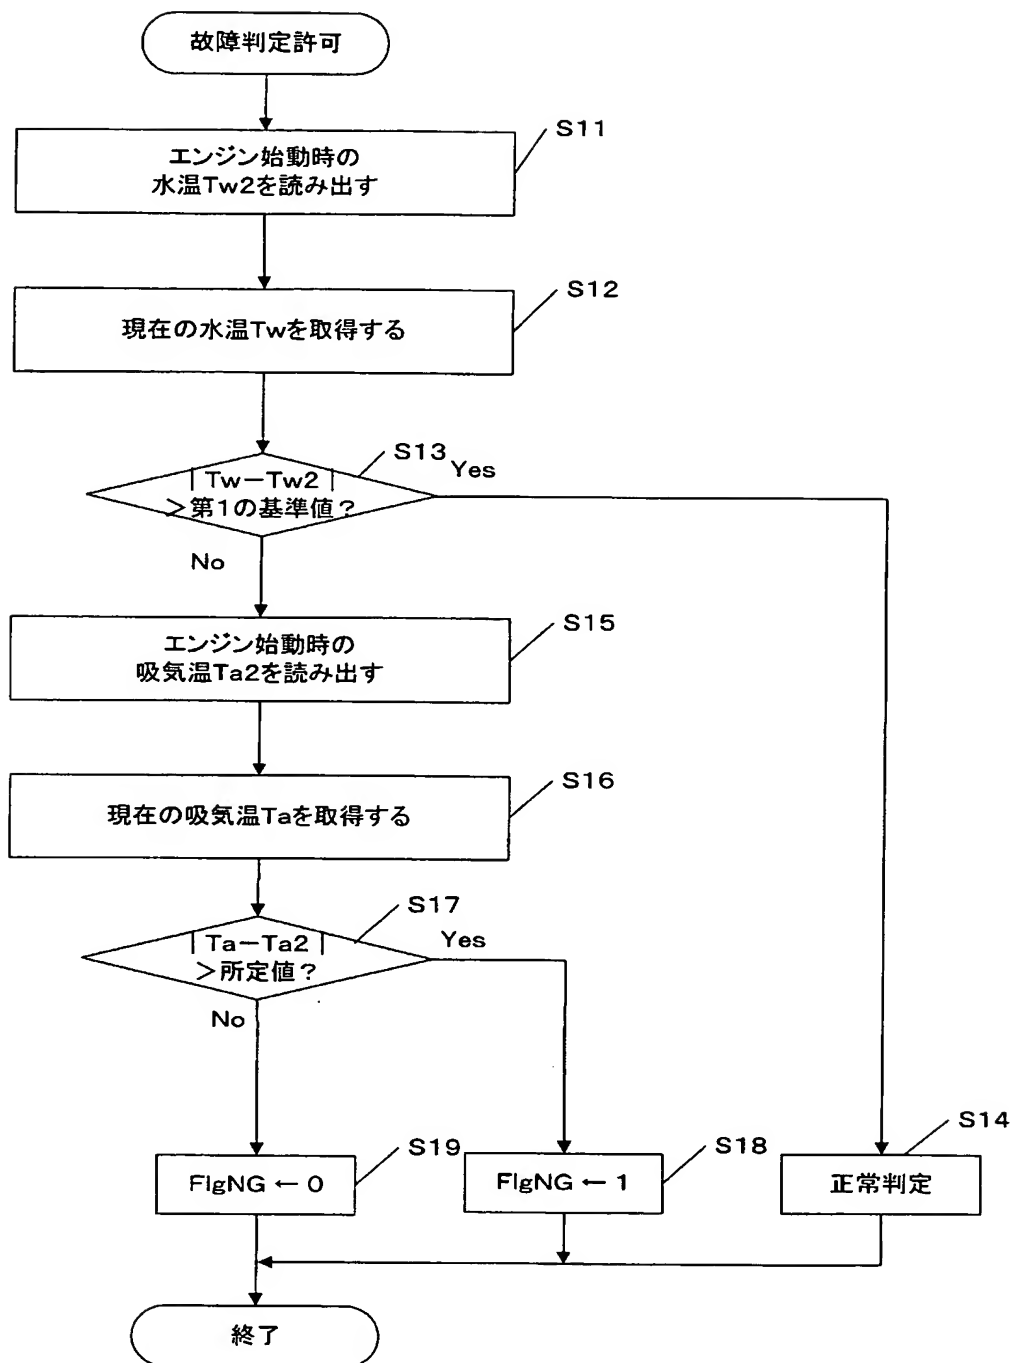 故障判定許可
S11
エンジン始動時の
水温Tw2を読み出す
S12
現在の水温Twを取得する
S13
Yes
|Tw－Tw2|
＞第1の基準値？
No
S15
エンジン始動時の
吸気温Ta2を読み出す
S16
現在の吸気温Taを取得する
S17
Yes
|Ta－Ta2|
＞所定値？
No
S19
S18
S14
FlgNG ← 0
FlgNG ← 1
正常判定
終了